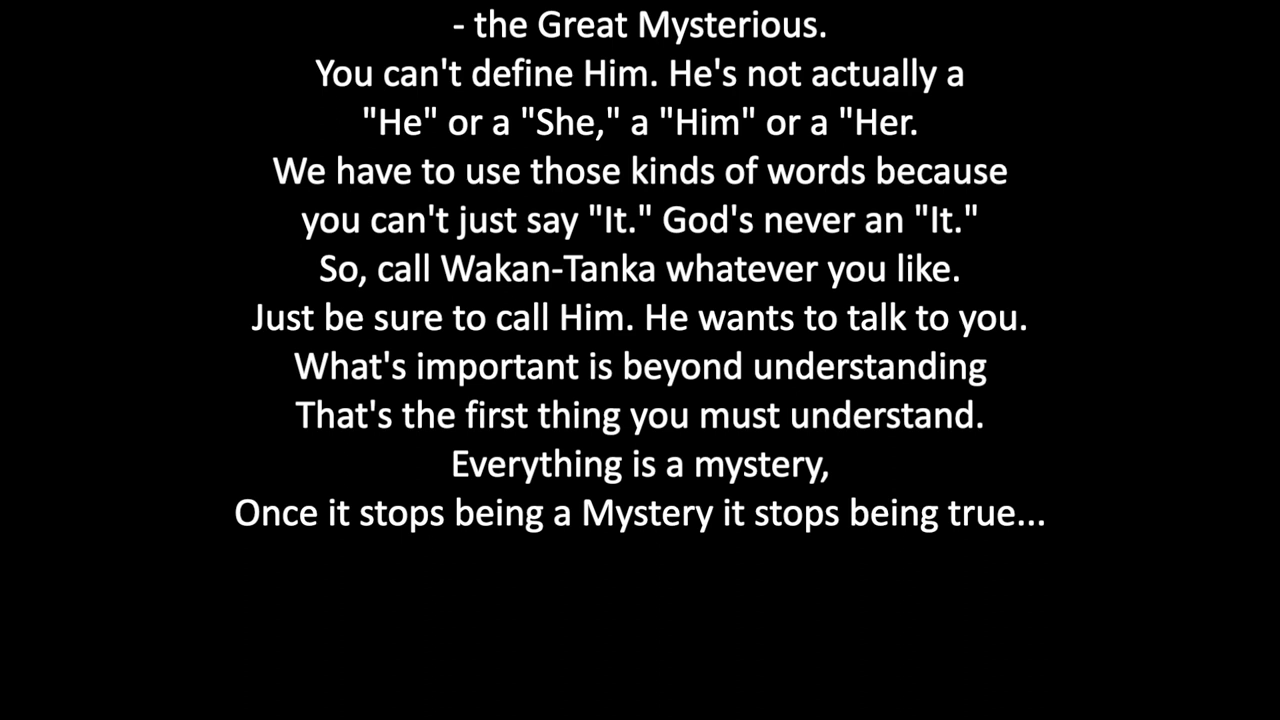 - the Great Mysterious.
You can't define Him. He's not actually a
"He" or a "She," a "Him" or a "Her.
We have to use those kinds of words because
you can't just say "It." God's never an "It."
So, call Wakan-Tanka whatever you like.
Just be sure to call Him. He wants to talk to you.
What's important is beyond understanding
That's the first thing you must understand.
Everything is a mystery,
Once it stops being a Mystery it stops being true...